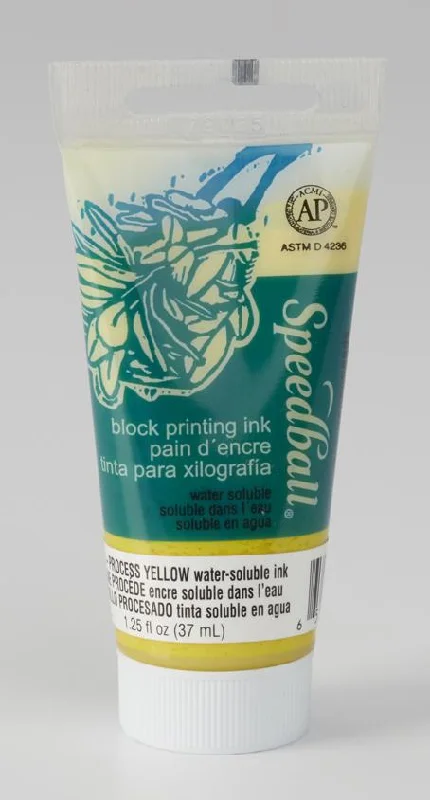 ACMI
AP
ASTM D 4236
Speedball®
block printing ink
pain d'encre
tinta para xilografía
water soluble
soluble dans l'eau
soluble en agua
PROCESS YELLOW water-soluble ink
PROCÉDÉ encre soluble dans l'eau
PROCESADO tinta soluble en agua
1.25 fl oz (37 mL)
6